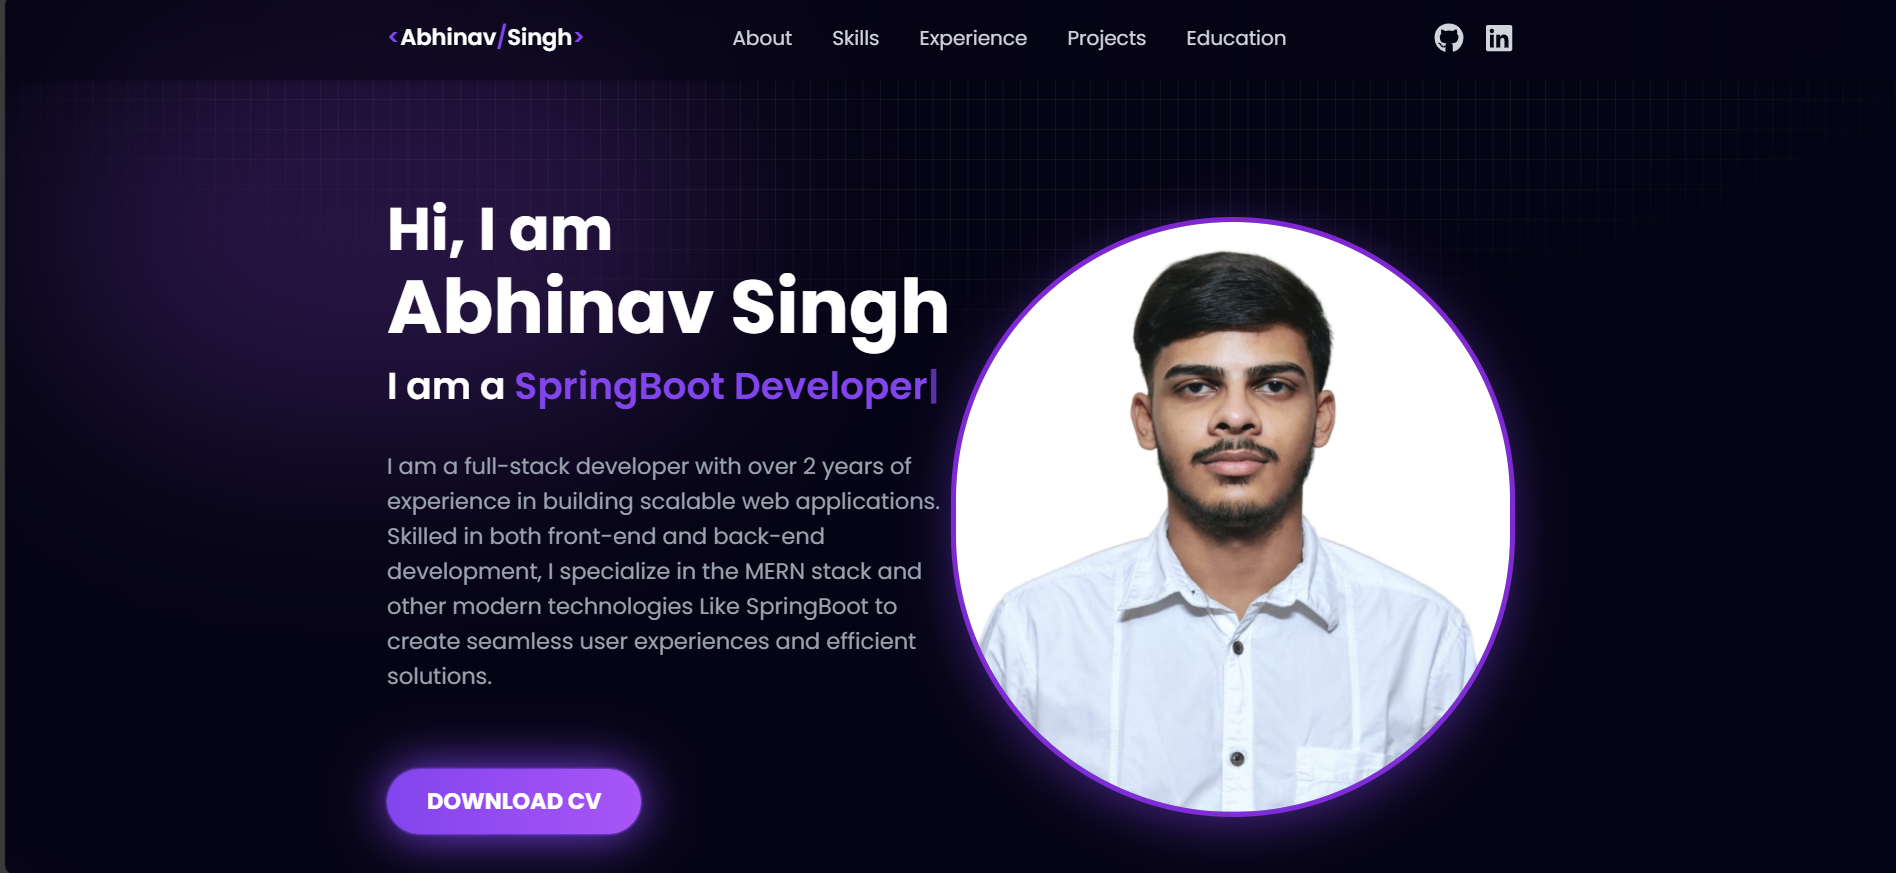 <Abhinav/Singh>
About Skills Experience Projects Education
Hi, I am
Abhinav Singh
I am a SpringBoot Developer|
I am a full-stack developer with over 2 years of
experience in building scalable web applications.
Skilled in both front-end and back-end
development, I specialize in the MERN stack and
other modern technologies Like SpringBoot to
create seamless user experiences and efficient
solutions.
DOWNLOAD CV